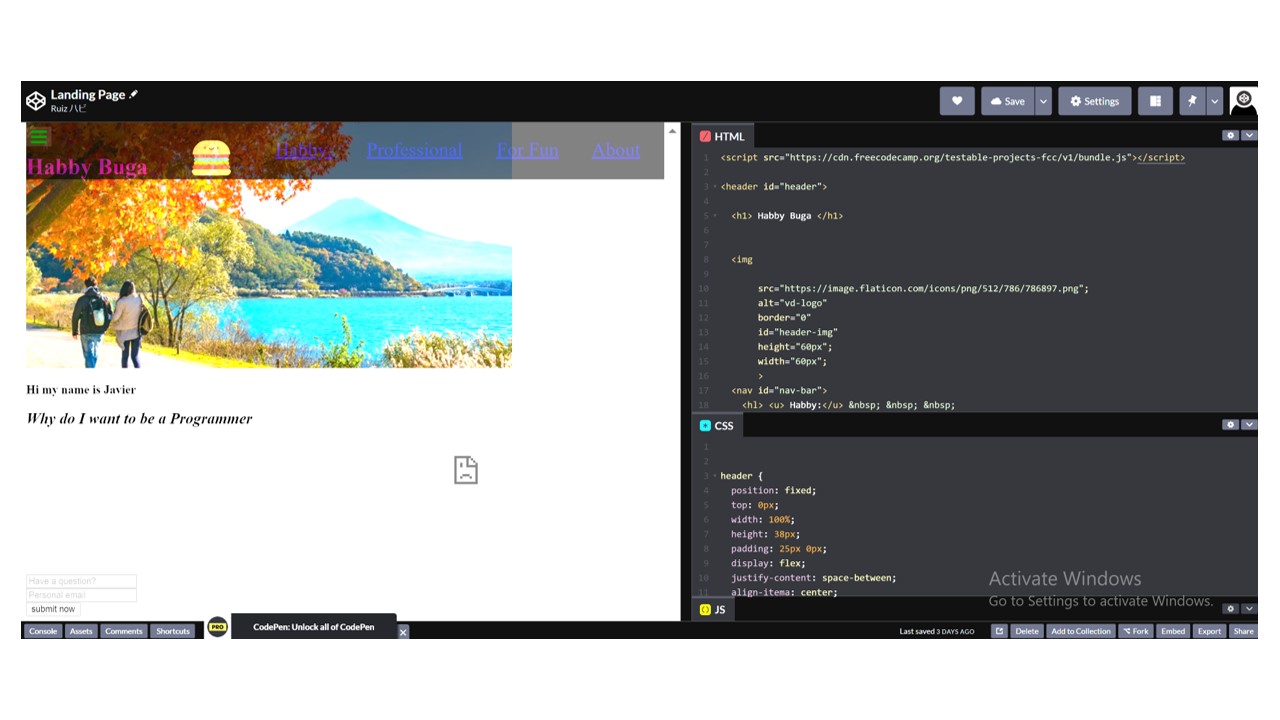 Landing Page
Ruiz ハピ
Save
Settings
Habby Buga
Habby:
Professional
For Fun
About
Hi my name is Javier
Why do I want to be a Programmer
Have a question?
Personal email
submit now
HTML
1 <script src="https://cdn.freecodecamp.org/testable-projects-fcc/v1/bundle.js"></script>
2
3 <header id="header">
4
5 <h1> Habby Buga </h1>
6
7
8 <img
9
10 src="https://image.flaticon.com/icons/png/512/786/786897.png";
11 alt="vd-logo"
12 border="0"
13 id="header-img"
14 height="60px";
15 width="60px";
16 >
17 <nav id="nav-bar">
18 <hl> <u> Habby:</u> &nbsp; &nbsp; &nbsp;
CSS
1
2
3 header {
4 position: fixed;
5 top: 0px;
6 width: 100%;
7 height: 38px;
8 padding: 25px 0px;
9 display: flex;
10 justify-content: space-between;
11 align-itema: center;
JS
Activate Windows
Go to Settings to activate Windows.
Console
Assets
Comments
Shortcuts
PRO
CodePen: Unlock all of CodePen
Last saved 3 DAYS AGO
Delete
Add to Collection
Fork
Embed
Export
Share